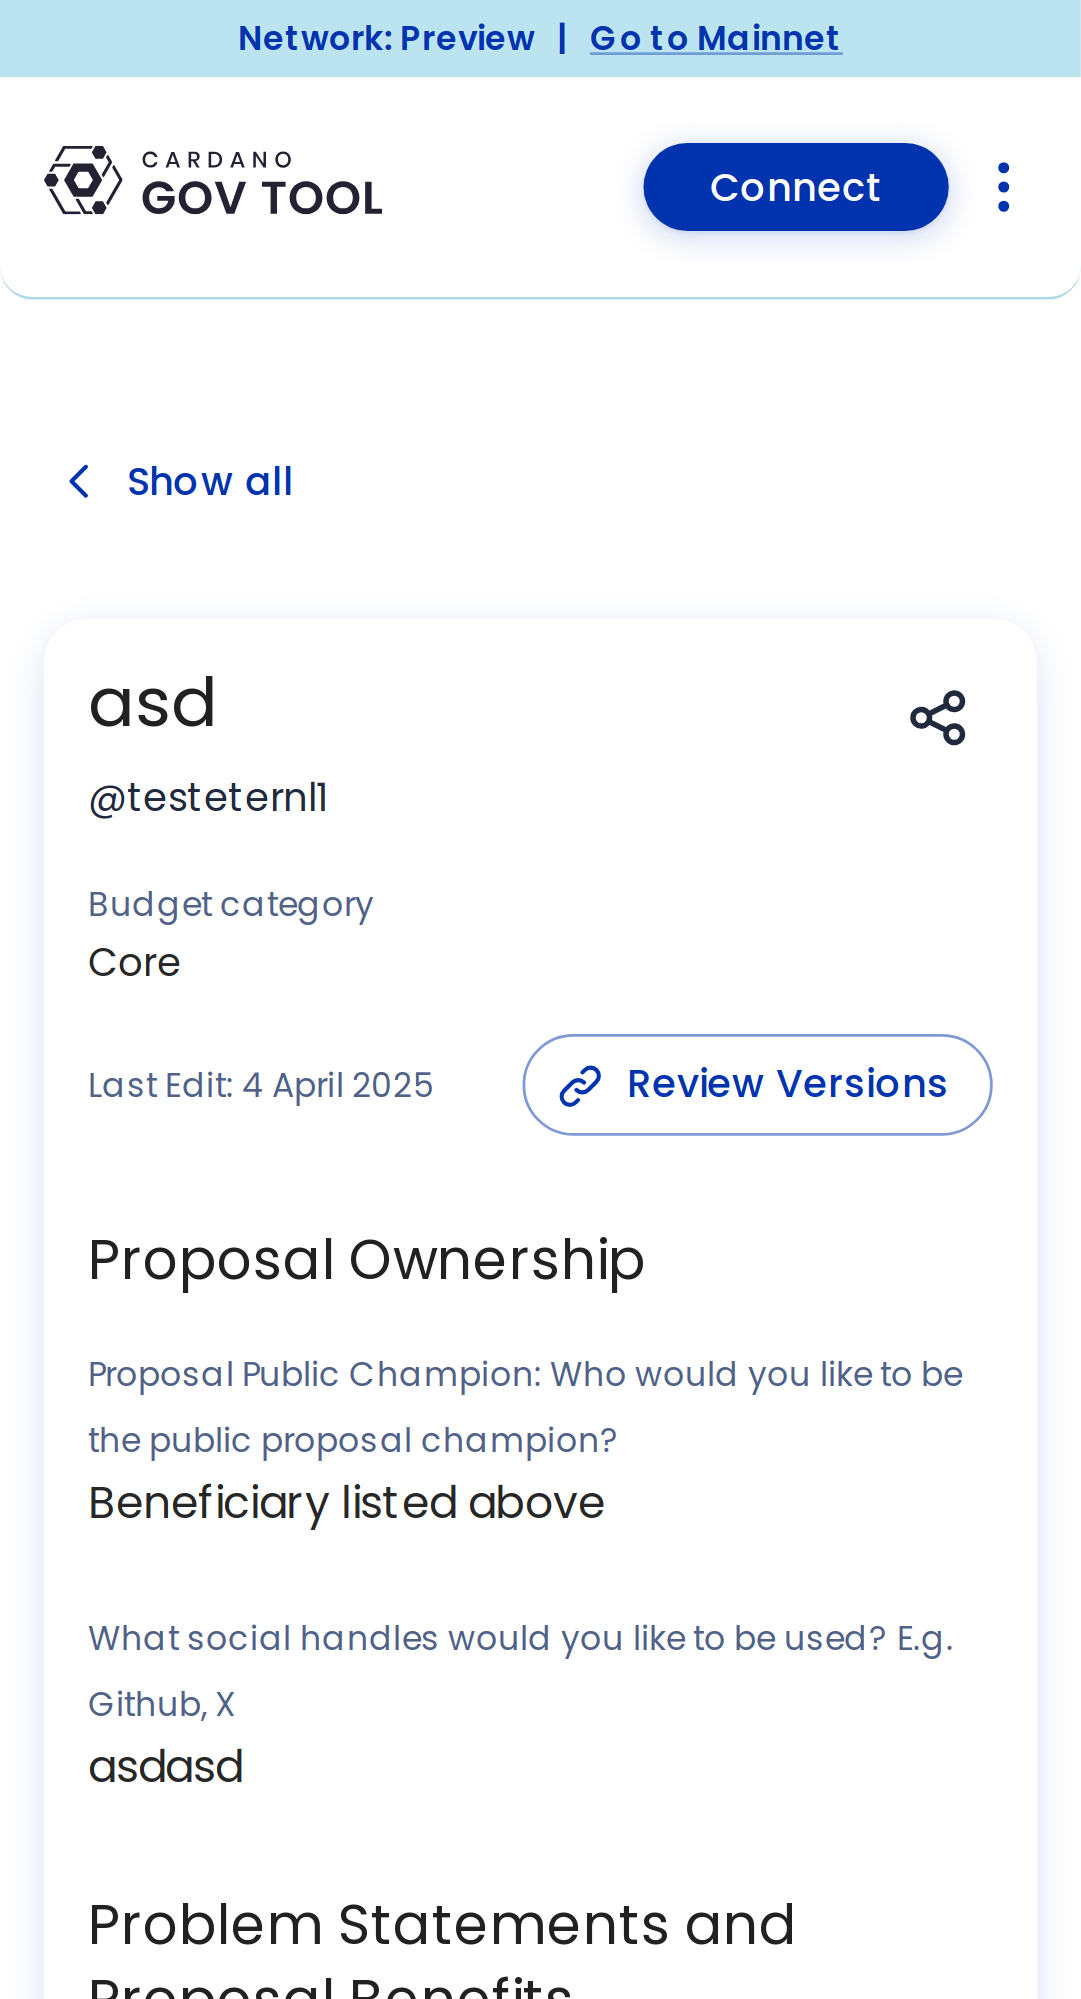 Network: Preview | Go to Mainnet
CARDANO
GOV TOOL
Connect
Show all
asd
@testeternl1
Budget category
Core
Last Edit: 4 April 2025
Review Versions
Proposal Ownership
Proposal Public Champion: Who would you like to be
the public proposal champion?
Beneficiary listed above
What social handles would you like to be used? E.g.
Github, X
asdasd
Problem Statements and
Proposal Benefits